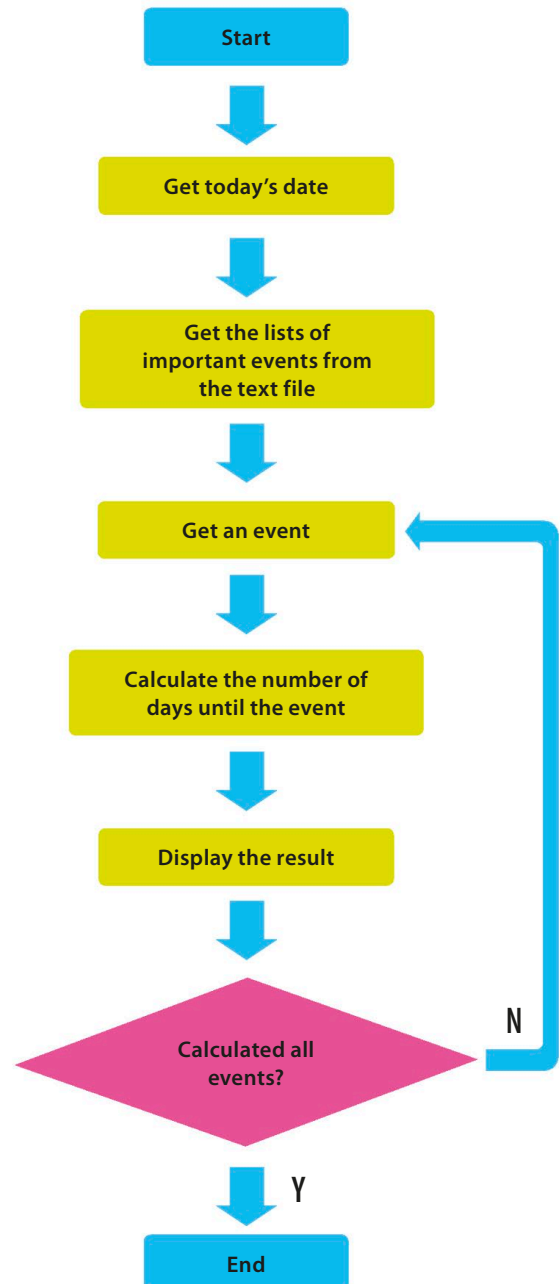 Start
Get today’s date
Get the lists of
important events from
the text file
Get an event
Calculate the number of
days until the event
Display the result
Calculated all
events?
N
Y
End